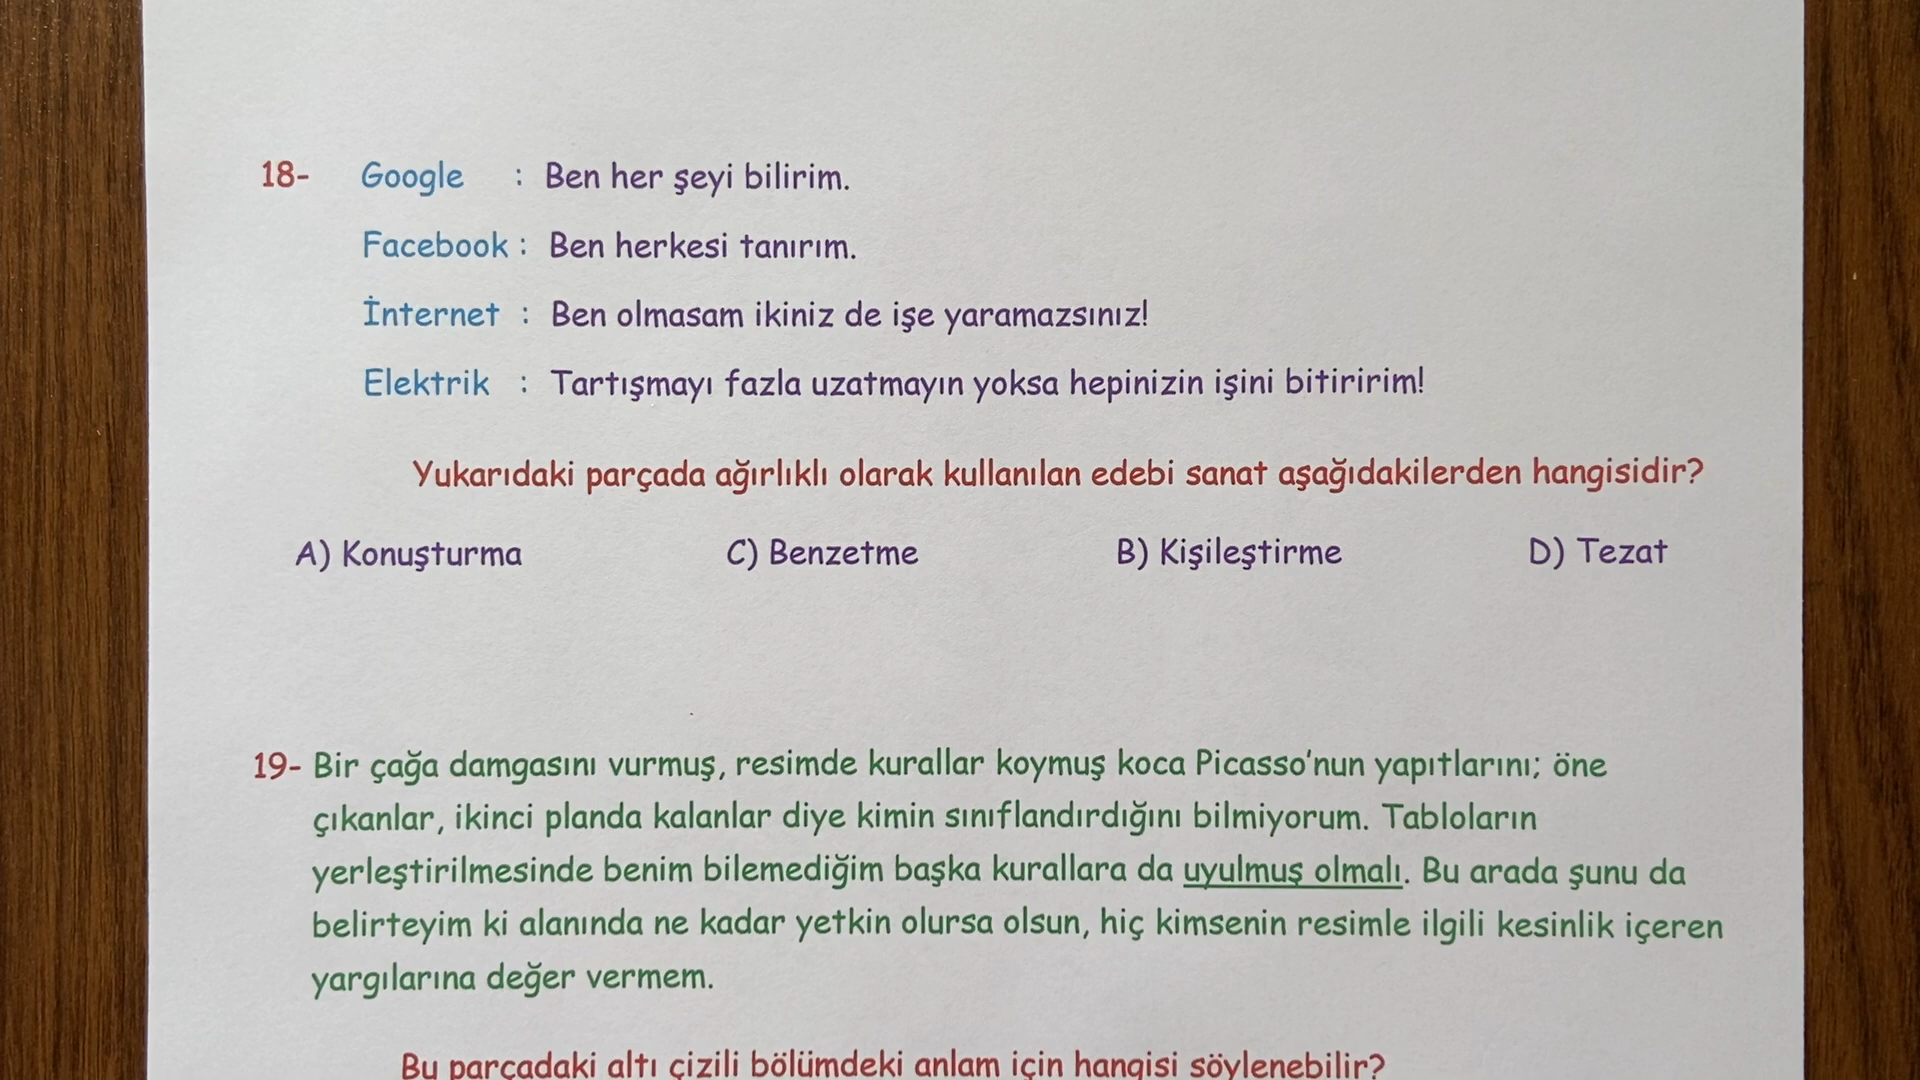 18- Google : Ben her şeyi bilirim.
Facebook : Ben herkesi tanırım.
İnternet : Ben olmasam ikiniz de işe yaramazsınız!
Elektrik : Tartışmayı fazla uzatmayın yoksa hepinizin işini bitiririm!
Yukarıdaki parçada ağırlıklı olarak kullanılan edebi sanat aşağıdakilerden hangisidir?
A) Konuşturma C) Benzetme B) Kişileştirme D) Tezat
19- Bir çağa damgasını vurmuş, resimde kurallar koymuş koca Picasso'nun yapıtlarını; öne
çıkanlar, ikinci planda kalanlar diye kimin sınıflandırdığını bilmiyorum. Tabloların
yerleştirilmesinde benim bilemediğim başka kurallara da uyulmuş olmalı. Bu arada şunu da
belirteyim ki alanında ne kadar yetkin olursa olsun, hiç kimsenin resimle ilgili kesinlik içeren
yargılarına değer vermem.
Bu parçadaki altı çizili bölümdeki anlam için hangisi söylenebilir?